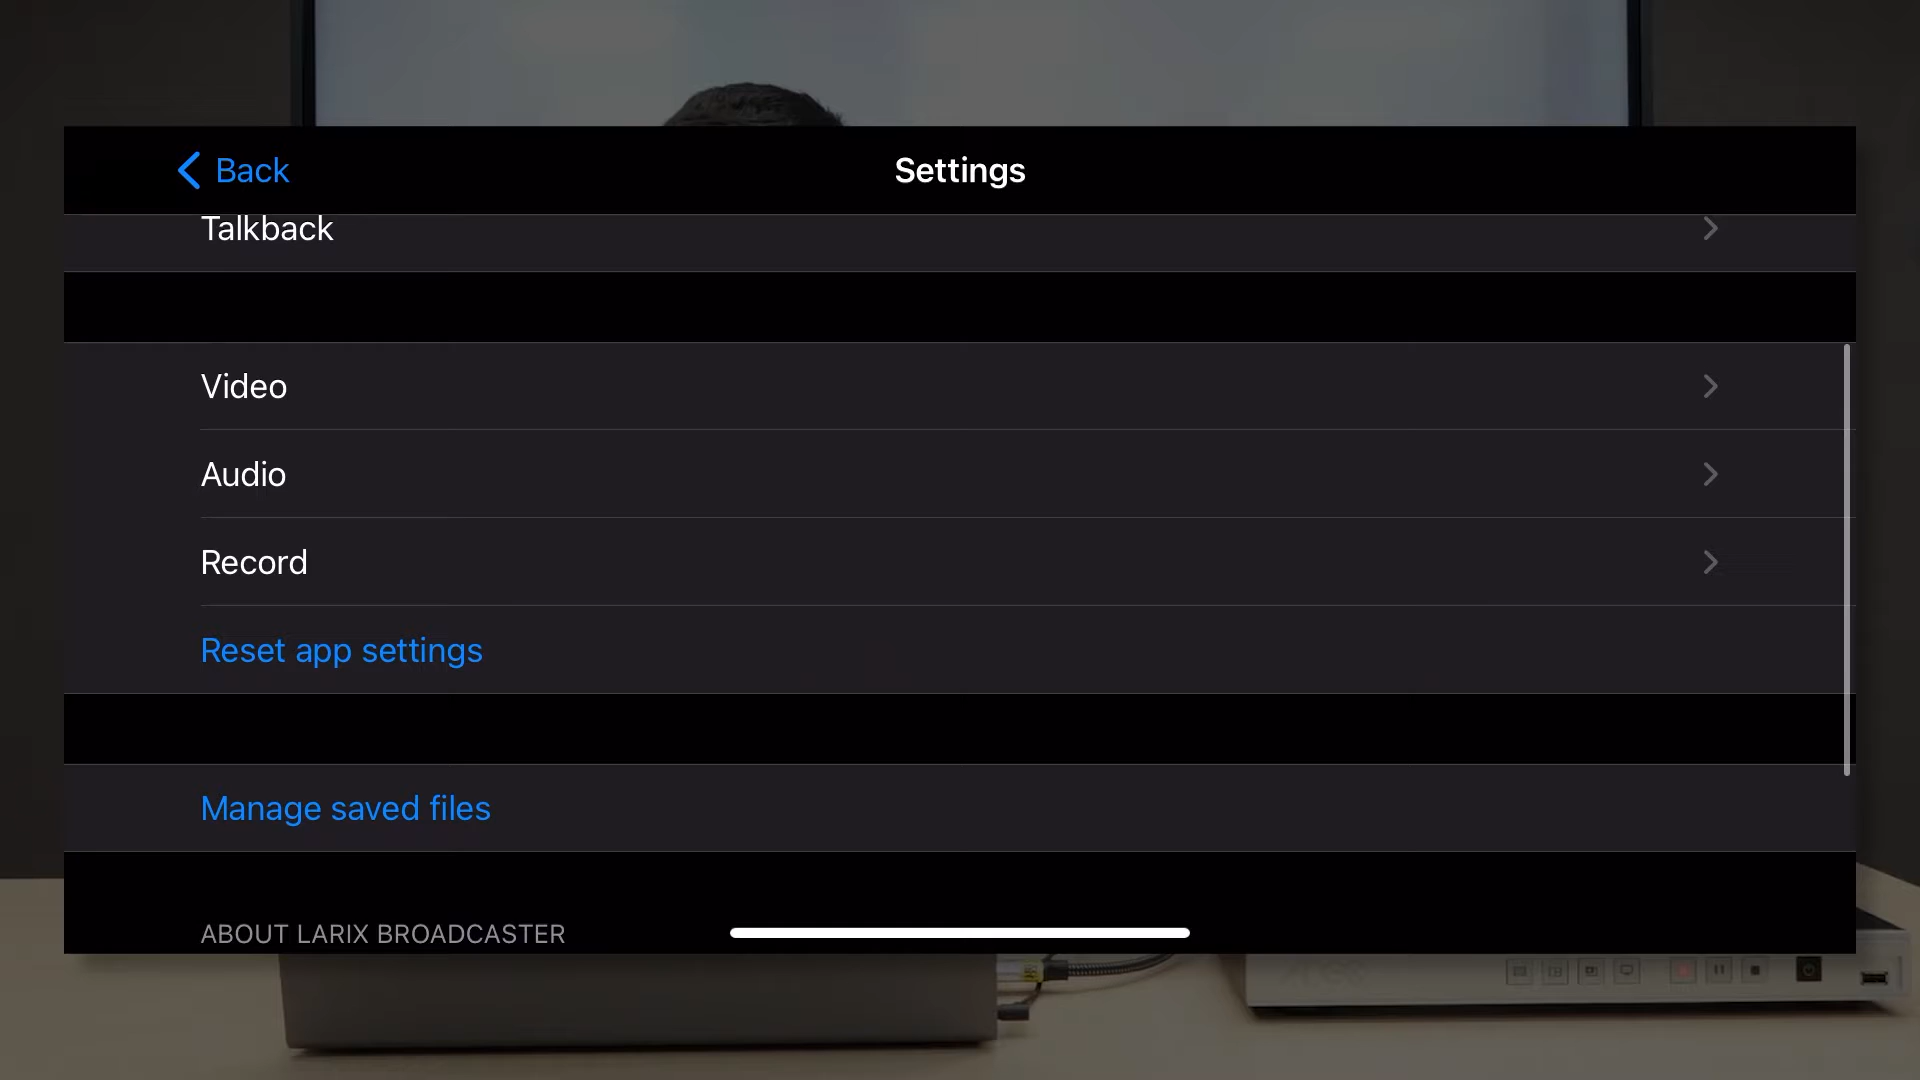 Back
Settings
Talkback
Video
Audio
Record
Reset app settings
Manage saved files
ABOUT LARIX BROADCASTER